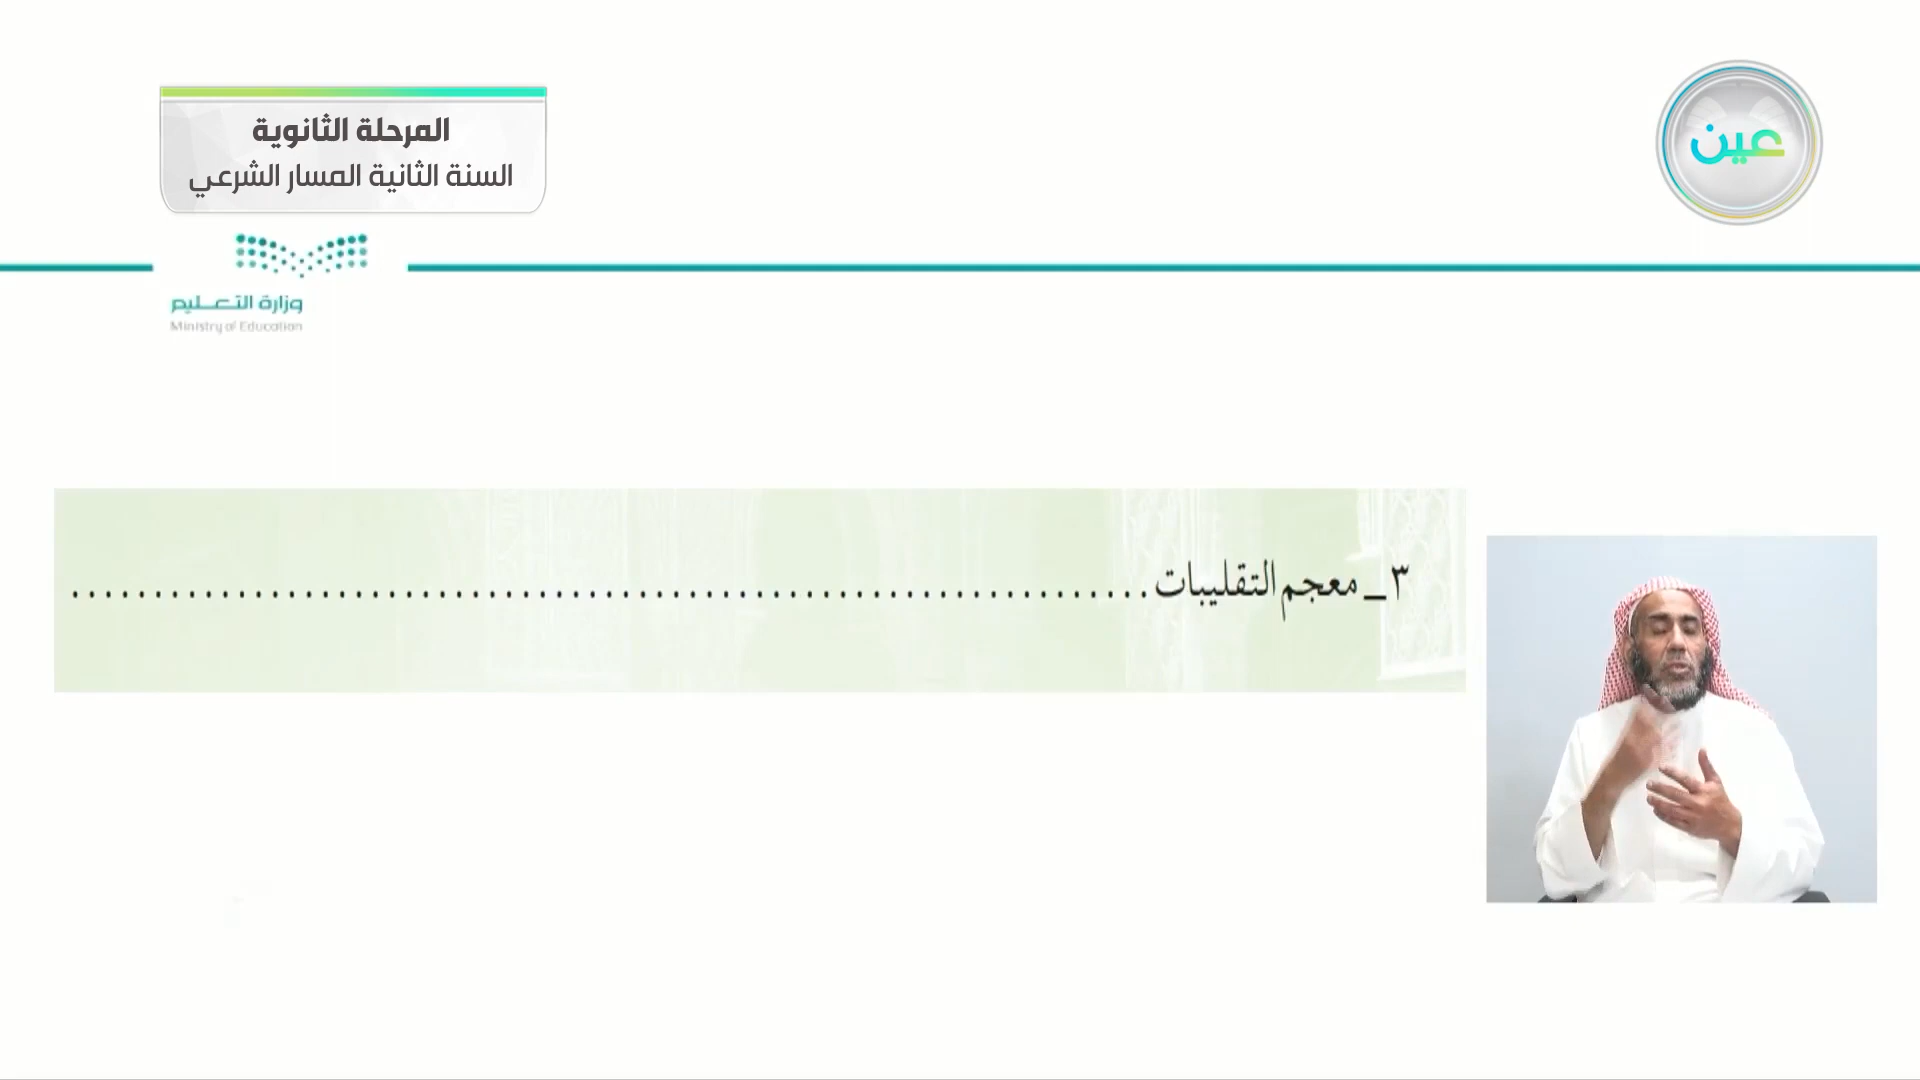 المرحلة الثانوية
السنة الثانية المسار الشرعي
عين
وزارة التعليم
Ministry of Education
٣ـ معجم التقليبات ..................................................................